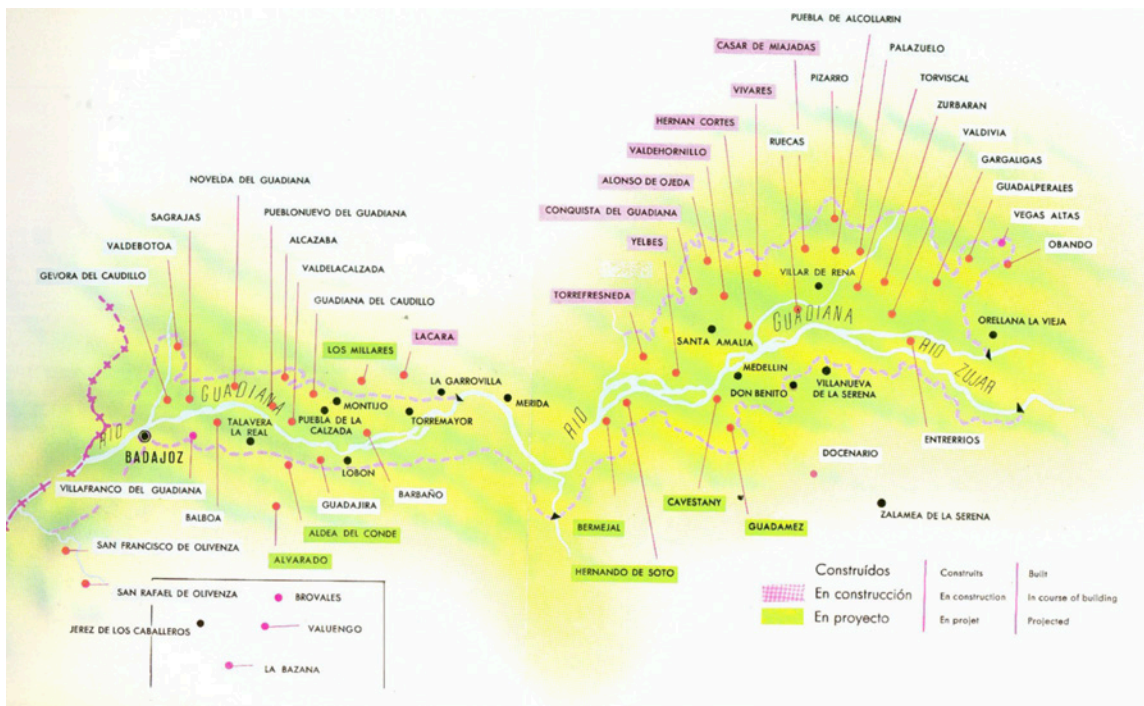 PUEBLA DE ALCOLLARIN
CASAR DE MIAJADAS
PALAZUELO
PIZARRO
TORVISCAL
VIVARES
ZURBARAN
HERNAN CORTES
VALDIVIA
RUECAS
VALDEHORNILLO
GARGALIGAS
ALONSO DE OJEDA
GUADALPERALES
CONQUISTA DEL GUADIANA
VEGAS ALTAS
YELBES
OBANDO
NOVELDA DEL GUADIANA
SAGRAJAS
PUEBLONUEVO DEL GUADIANA
VALDEBOTOA
ALCAZABA
VALDELACALZADA
GEVORA DEL CAUDILLO
GUADIANA DEL CAUDILLO
VILLAR DE RENA
TORREFRESNEDA
GUADIANA
ORELLANA LA VIEJA
LACARA
SANTA AMALIA
LOS MILLARES
RIO
ZUJAR
MEDELLIN
LA GARROVILLA
DON BENITO
VILLANUEVA
DE LA SERENA
MERIDA
GUADIANA
MONTIJO
PUEBLA DE LA
CALZADA
TORREMAYOR
TALAVERA
LA REAL
RIO
RIO
BADAJOZ
ENTRERRIOS
LOBON
DOCENARIO
VILLAFRANCO DEL GUADIANA
BARBAÑO
GUADAJIRA
CAVESTANY
BALBOA
ZALAMEA DE LA SERENA
BERMEJAL
GUADAMEZ
ALDEA DEL CONDE
SAN FRANCISCO DE OLIVENZA
ALVARADO
HERNANDO DE SOTO
SAN RAFAEL DE OLIVENZA
BROVALES
JEREZ DE LOS CABALLEROS
VALUENGO
LA BAZANA
Construídos Construits Built
En construcción En construction In course of building
En proyecto En projet Projected